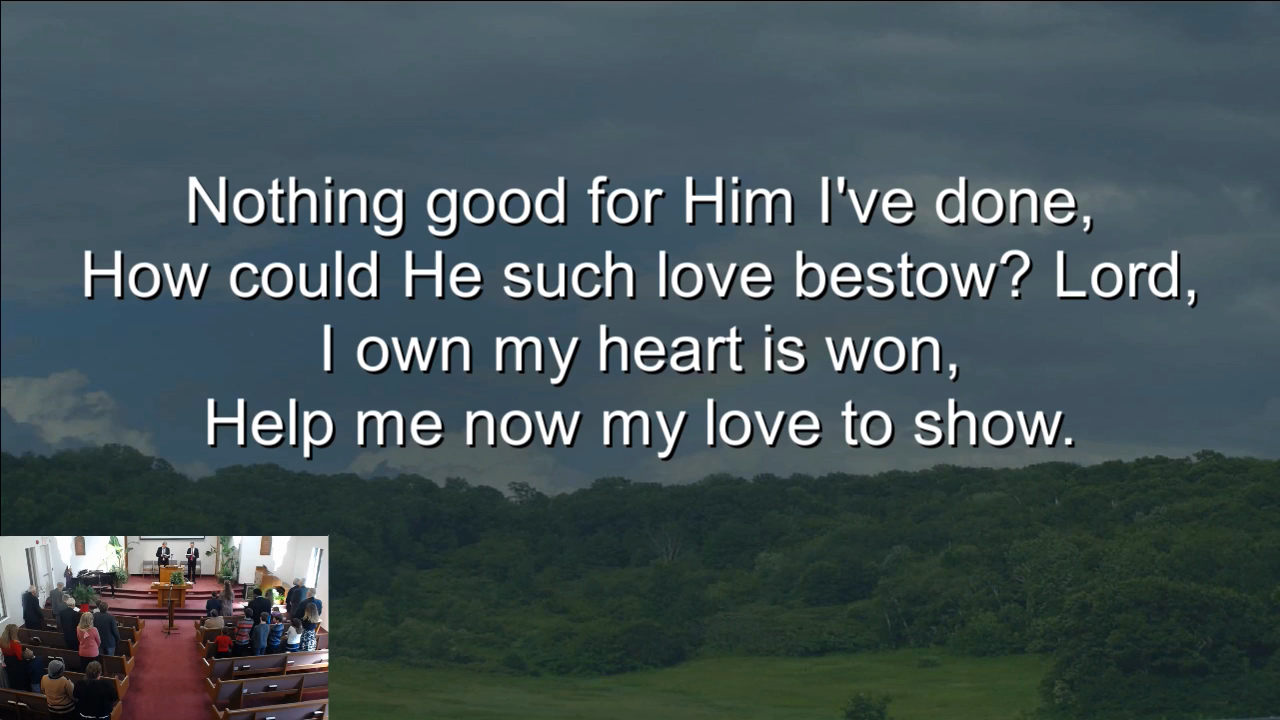 Nothing good for Him I've done,
How could He such love bestow? Lord,
I own my heart is won,
Help me now my love to show.